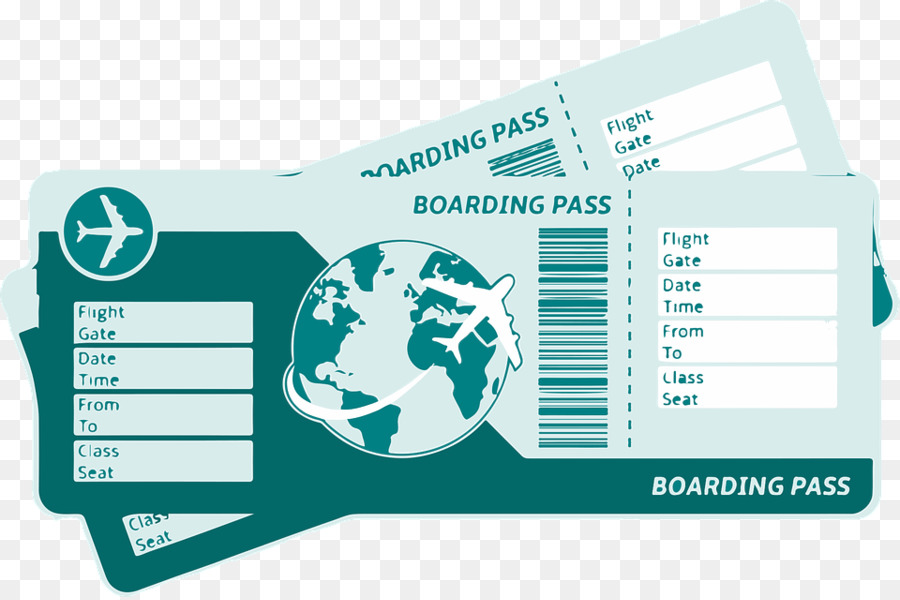 BOARDING PASS
Flight
Gate
Date
BOARDING PASS
Flight
Gate
Date
Time
From
To
Class
Seat
Flight
Gate
Date
Time
From
To
Class
Seat
BOARDING PASS
Class
Seat